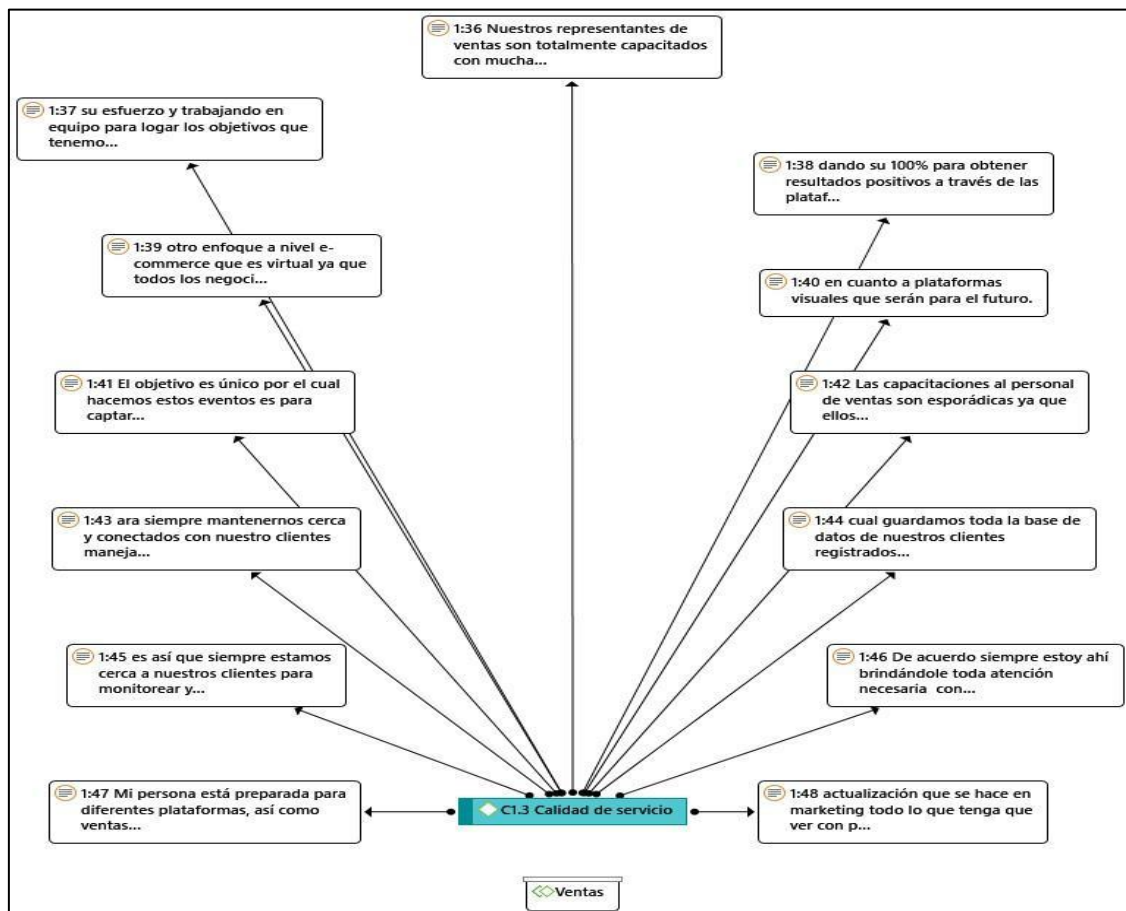 1:36 Nuestros representantes de
ventas son totalmente capacitados
con mucha...
1:37 su esfuerzo y trabajando en
equipo para logar los objetivos que
tenemo...
1:38 dando su 100% para obtener
resultados positivos a través de las
plataf...
1:39 otro enfoque a nivel e-
commerce que es virtual ya que
todos los negoci...
1:40 en cuanto a plataformas
visuales que serán para el futuro.
1:41 El objetivo es único por el cual
hacemos estos eventos es para
captar...
1:42 Las capacitaciones al personal
de ventas son esporádicas ya que
ellos...
1:43 ara siempre mantenernos cerca
y conectados con nuestro clientes
maneja...
1:44 cual guardamos toda la base de
datos de nuestros clientes
registrados...
1:45 es así que siempre estamos
cerca a nuestros clientes para
monitorear y...
1:46 De acuerdo siempre estoy ahí
brindándole toda atención
necesaria con...
1:47 Mi persona está preparada para
diferentes plataformas, así como
ventas...
C1.3 Calidad de servicio
1:48 actualización que se hace en
marketing todo lo que tenga que
ver con p...
Ventas